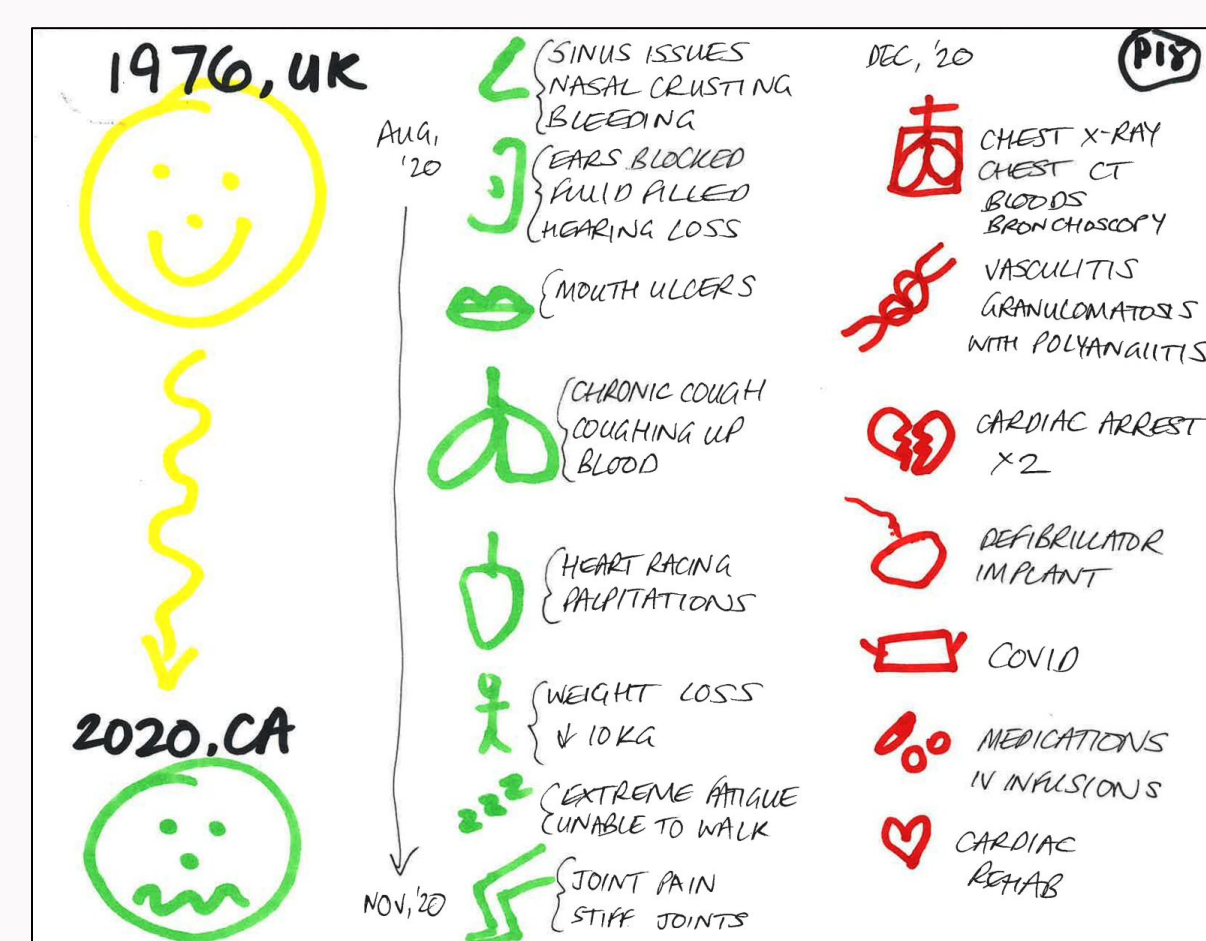 1976, UK
2020, CA
AUG,
'20
NOV, '20
SINUS ISSUES
NASAL CRUSTING
BLEEDING
EARS BLOCKED
FLUID FILLED
HEARING LOSS
MOUTH ULCERS
CHRONIC COUGH
COUGHING UP
BLOOD
HEART RACING
PALPITATIONS
WEIGHT LOSS
↓ 10 KG
zzz
EXTREME FATIGUE
UNABLE TO WALK
JOINT PAIN
STIFF JOINTS
DEC, '20
P18
CHEST X-RAY
CHEST CT
BLOODS
BRONCHOSCOPY
VASCULITIS
GRANULOMATOSIS
WITH POLYANGIITIS
CARDIAC ARREST
X2
DEFIBRILLATOR
IMPLANT
COVID
MEDICATIONS
IV INFUSIONS
CARDIAC
REHAB